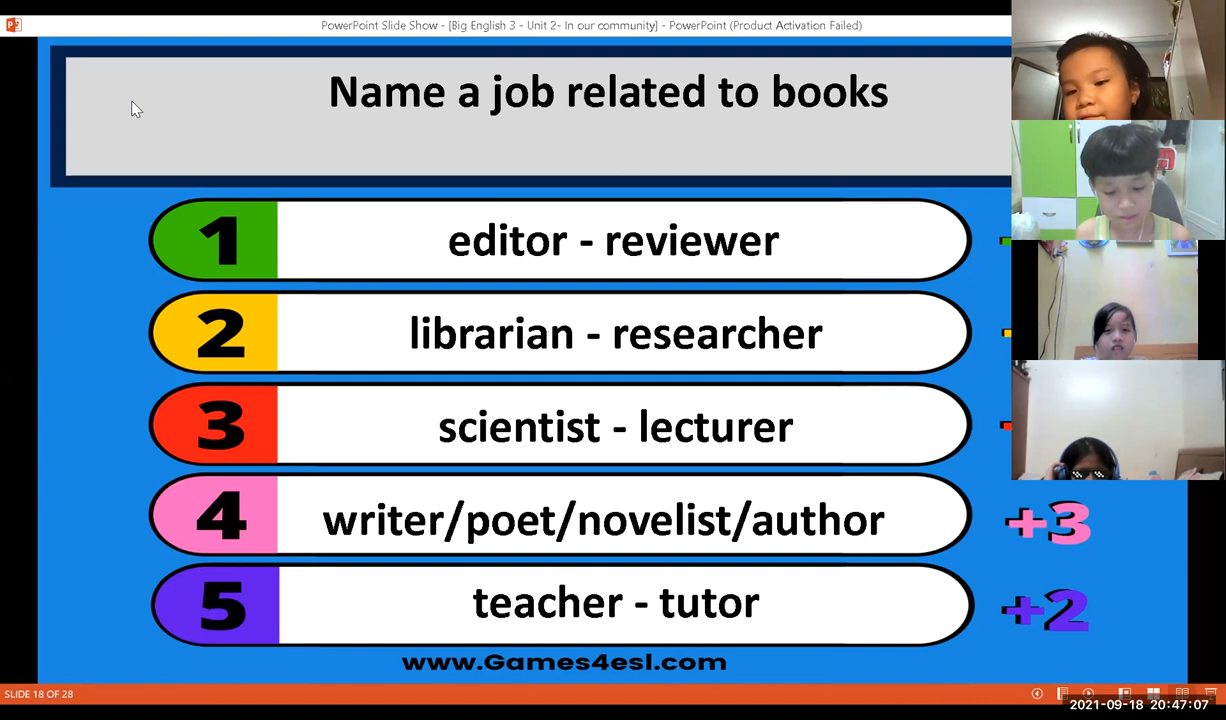 PowerPoint Slide Show - [Big English 3 - Unit 2- In our community] - PowerPoint (Product Activation Failed)
Name a job related to books
1 editor - reviewer
2 librarian - researcher
3 scientist - lecturer
4 writer/poet/novelist/author +3
5 teacher - tutor +2
www.Games4esl.com
SLIDE 18 OF 28
2021-09-18 20:47:07